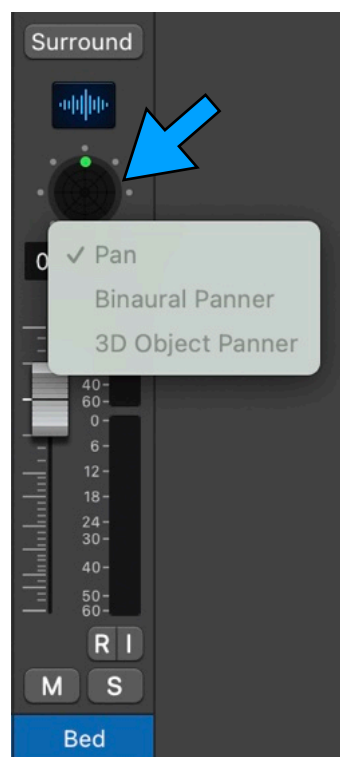 Surround
0
✓ Pan
Binaural Panner
3D Object Panner
40-
60-
0-
6-
12-
18-
24-
30-
40-
50-
60-
R I
M S
Bed